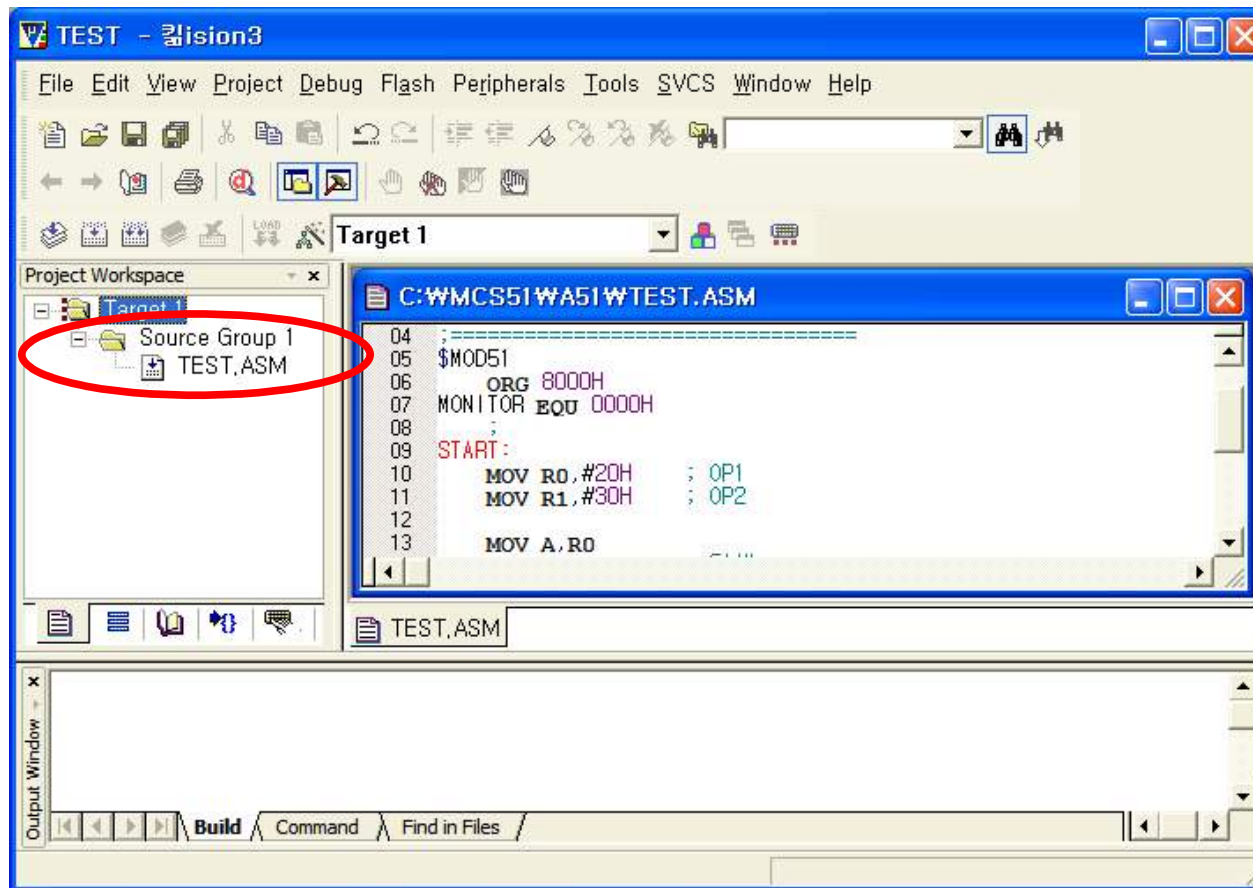 TEST - 킶ision3
File Edit View Project Debug Flash Peripherals Tools SVCS Window Help
LOAD
Target 1
Project Workspace
Target 1
Source Group 1
TEST.ASM
C:₩MCS51₩A51₩TEST.ASM
04 ;=================================
05 $MOD51
06 ORG 8000H
07 MONITOR EQU 0000H
08 ;
09 START:
10 MOV R0,#20H ; OP1
11 MOV R1,#30H ; OP2
12
13 MOV A,R0
TEST.ASM
Output Window
Build Command Find in Files